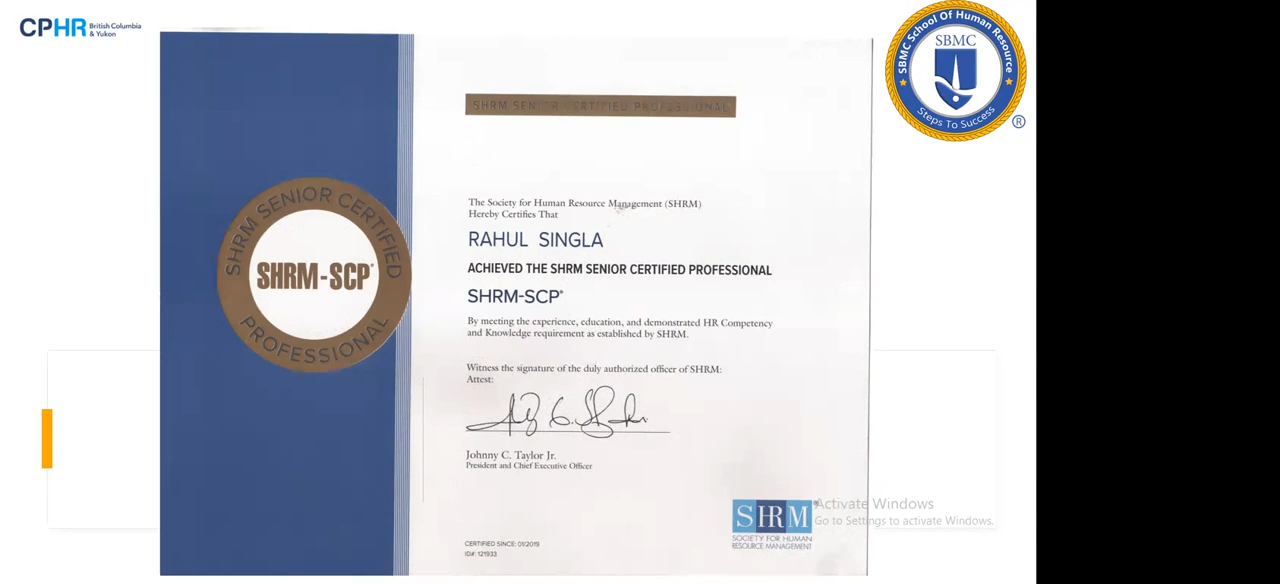 CPHR British Columbia
& Yukon
SBMC School Of Human Resource
SBMC
Steps To Success
®
SHRM SENIOR CERTIFIED PROFESSIONAL
The Society for Human Resource Management (SHRM)
Hereby Certifies That
RAHUL SINGLA
ACHIEVED THE SHRM SENIOR CERTIFIED PROFESSIONAL
SHRM-SCP®
By meeting the experience, education, and demonstrated HR Competency
and Knowledge requirement as established by SHRM.
Witness the signature of the duly authorized officer of SHRM:
Attest:
Johnny C. Taylor Jr.
President and Chief Executive Officer
SHRM SENIOR CERTIFIED
SHRM-SCP®
PROFESSIONAL
SHRM
SOCIETY FOR HUMAN
RESOURCE MANAGEMENT
Activate Windows
Go to Settings to activate Windows.
CERTIFIED SINCE: 01/2019
ID#: 121933